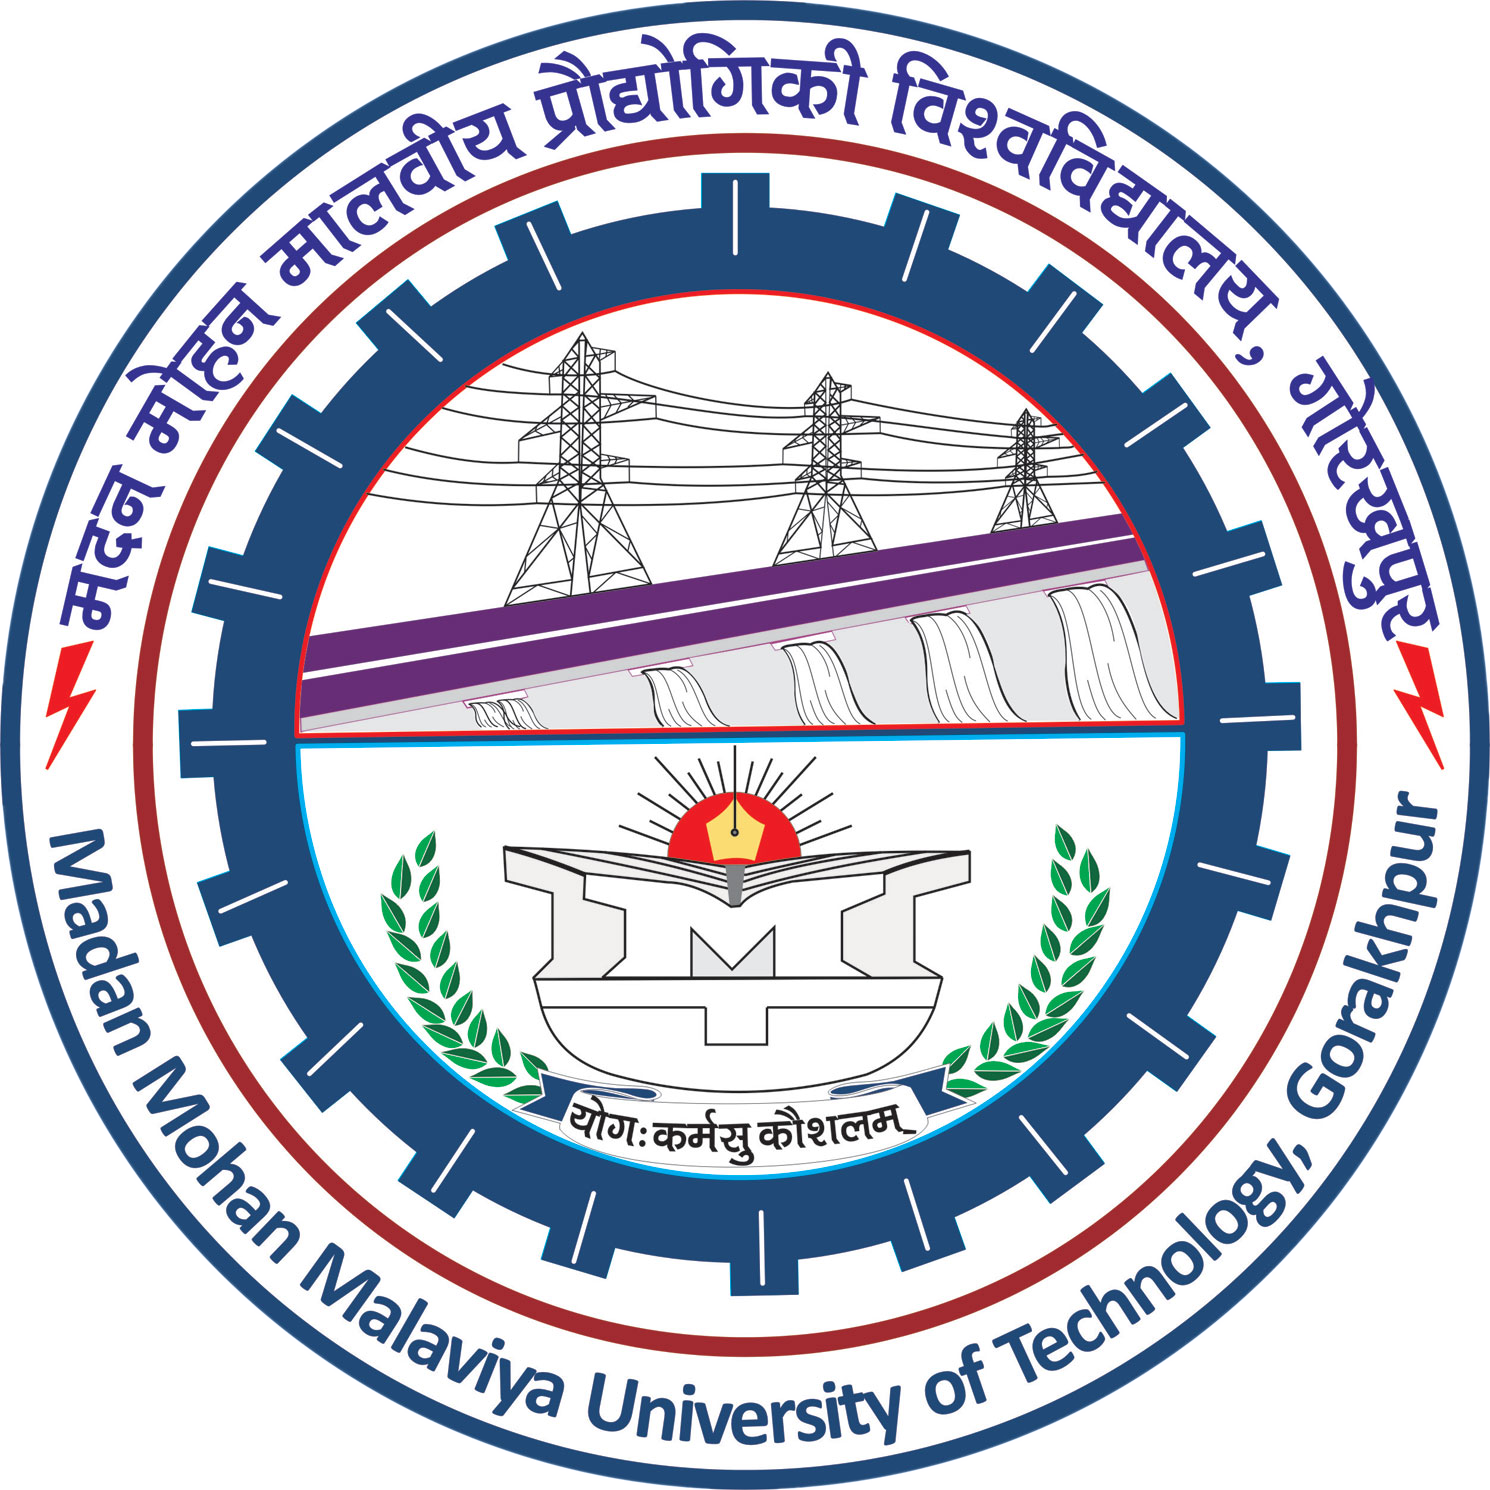 मदन मोहन मालवीय प्रौद्योगिकी विश्वविद्यालय, गोरखपुर
योग: कर्मसु कौशलम्
Madan Mohan Malaviya University of Technology, Gorakhpur